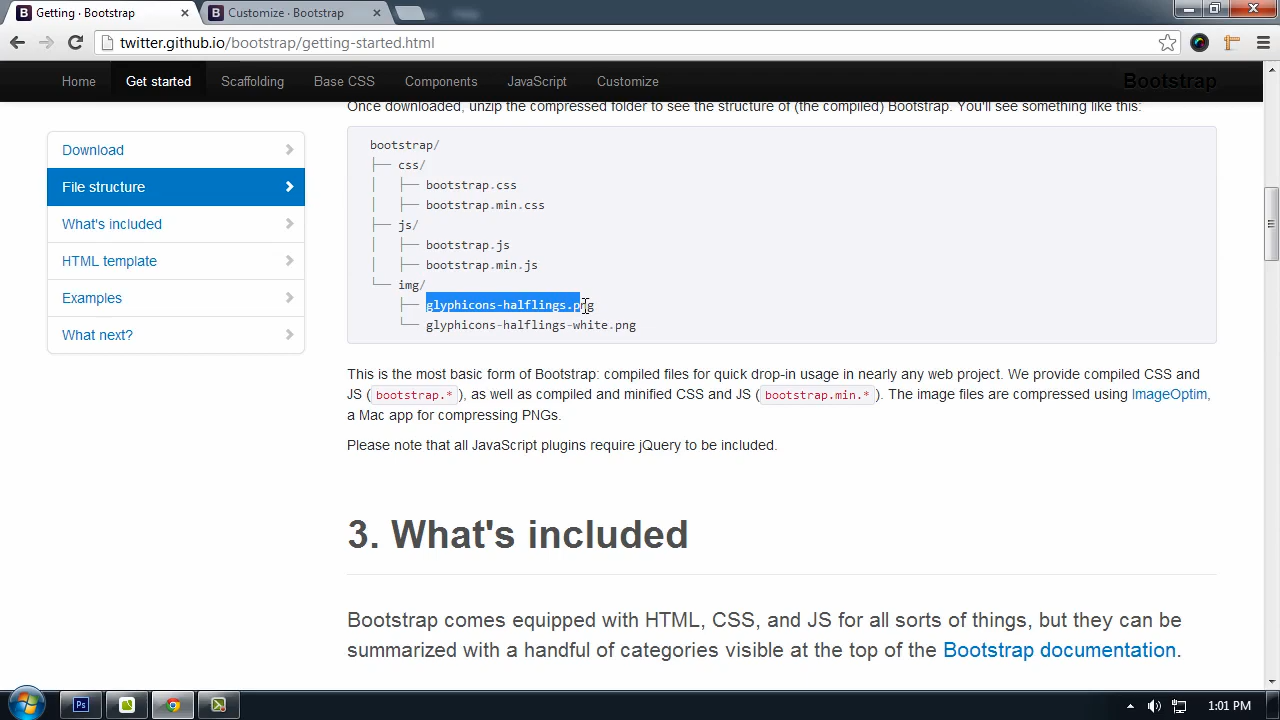 Getting · Bootstrap
Customize · Bootstrap
twitter.github.io/bootstrap/getting-started.html
Home Get started Scaffolding Base CSS Components JavaScript Customize Bootstrap
Once downloaded, unzip the compressed folder to see the structure of (the compiled) Bootstrap. You'll see something like this:
Download
File structure
What's included
HTML template
Examples
What next?
bootstrap/
├── css/
│   ├── bootstrap.css
│   ├── bootstrap.min.css
├── js/
│   ├── bootstrap.js
│   ├── bootstrap.min.js
└── img/
    ├── glyphicons-halflings.png
    └── glyphicons-halflings-white.png
This is the most basic form of Bootstrap: compiled files for quick drop-in usage in nearly any web project. We provide compiled CSS and
JS (bootstrap.*), as well as compiled and minified CSS and JS (bootstrap.min.*). The image files are compressed using ImageOptim,
a Mac app for compressing PNGs.
Please note that all JavaScript plugins require jQuery to be included.
3. What's included
Bootstrap comes equipped with HTML, CSS, and JS for all sorts of things, but they can be
summarized with a handful of categories visible at the top of the Bootstrap documentation.
Ps
1:01 PM